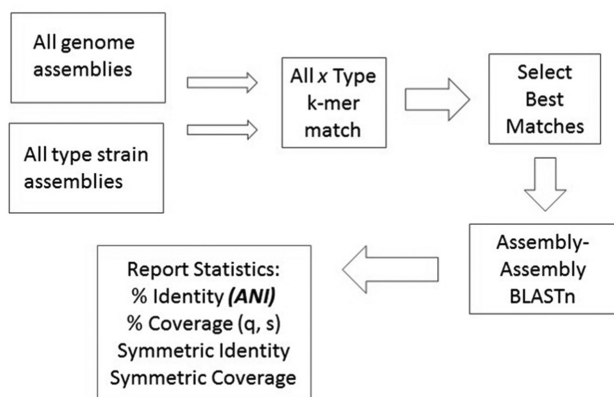 All genome
assemblies
All type strain
assemblies
All x Type
k-mer
match
Select
Best
Matches
Assembly-
Assembly
BLASTn
Report Statistics:
% Identity (ANI)
% Coverage (q, s)
Symmetric Identity
Symmetric Coverage